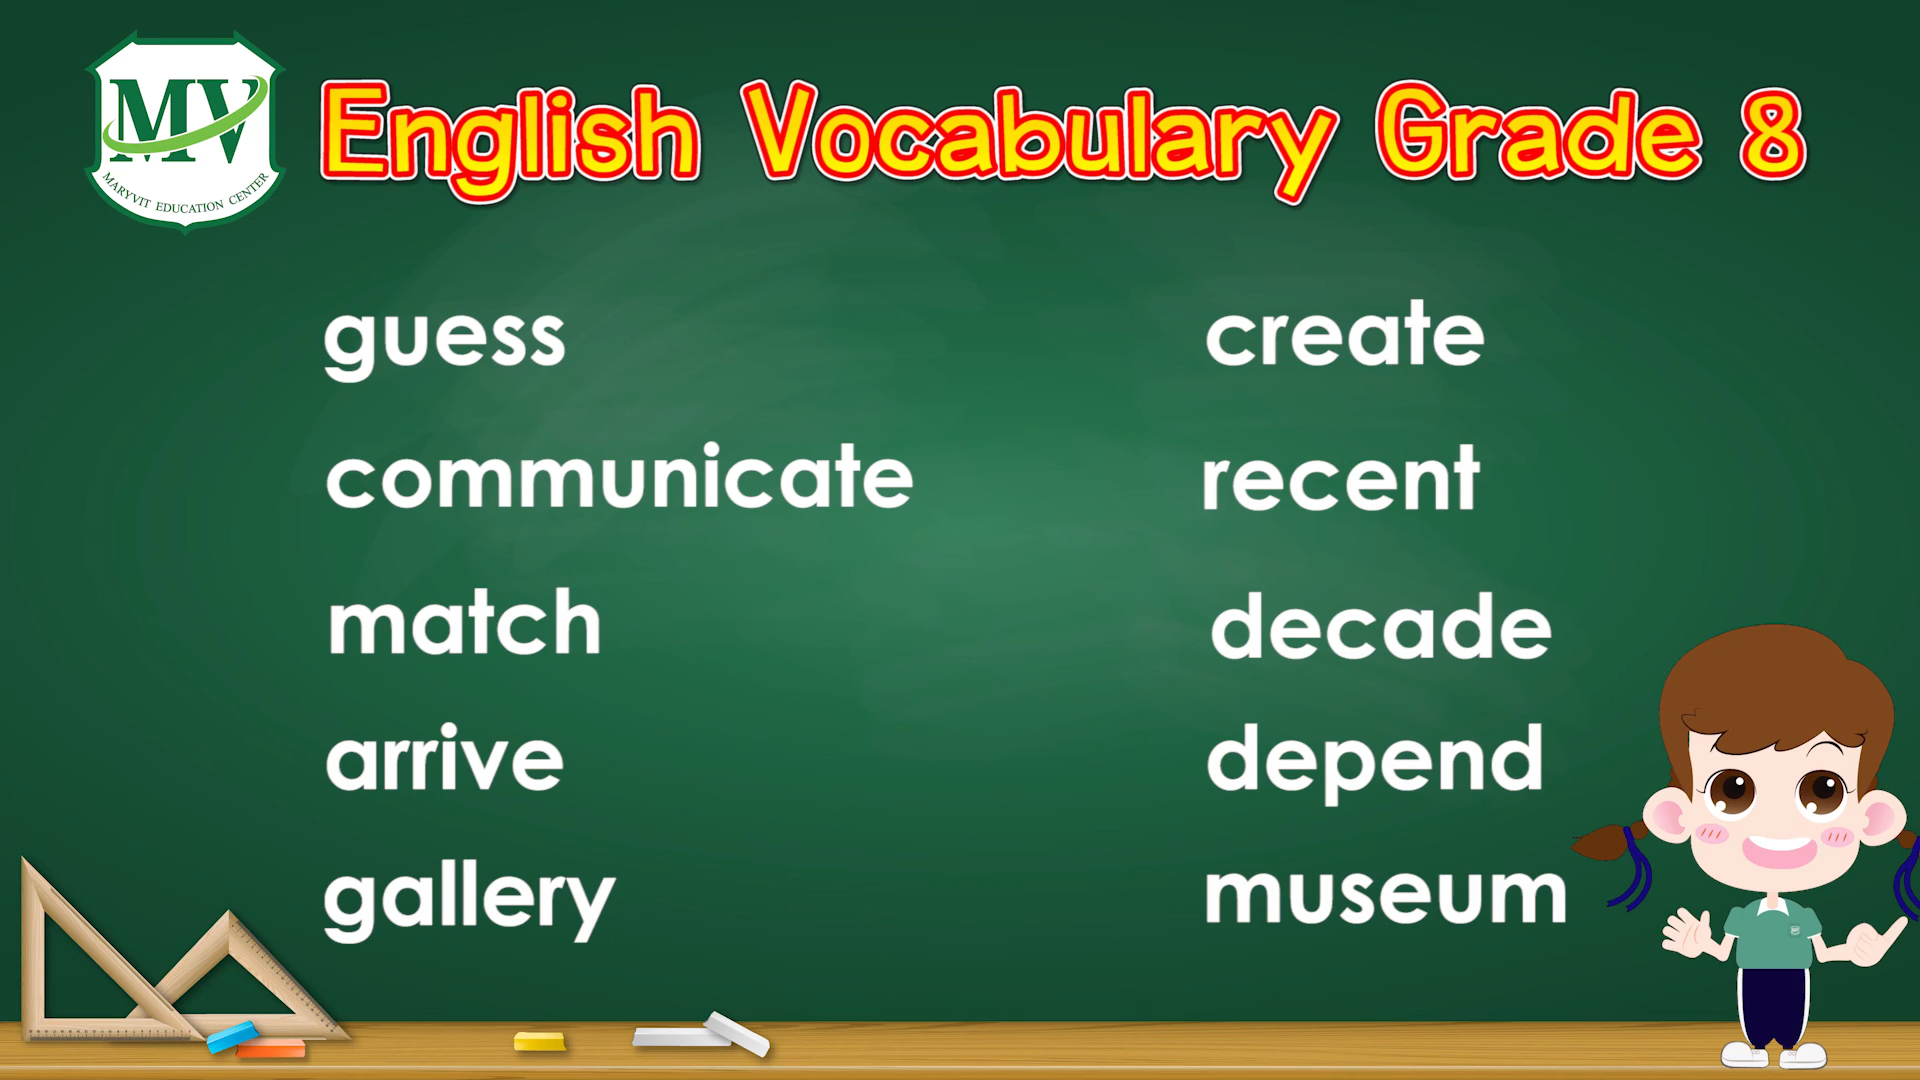 MV
MARYVIT EDUCATION CENTER
English Vocabulary Grade 8
guess
communicate
match
arrive
gallery
create
recent
decade
depend
museum